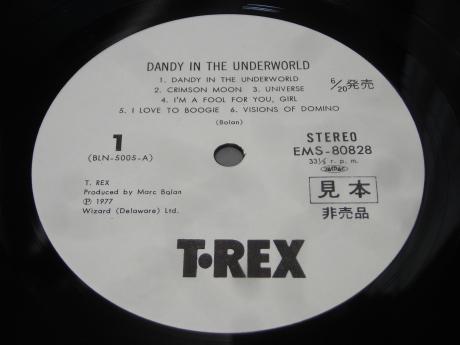 DANDY IN THE UNDERWORLD
1. DANDY IN THE UNDERWORLD
2. CRIMSON MOON 3. UNIVERSE
4. I'M A FOOL FOR YOU, GIRL
5. I LOVE TO BOOGIE 6. VISIONS OF DOMINO
(Bolan)
6/20発売
1
(BLN-5005-A)
STEREO
EMS-80828
33⅓ r. p. m.
T. REX
Produced by Marc Bolan
Ⓟ 1977
Wizard (Delaware) Ltd.
見本
非売品
T·REX